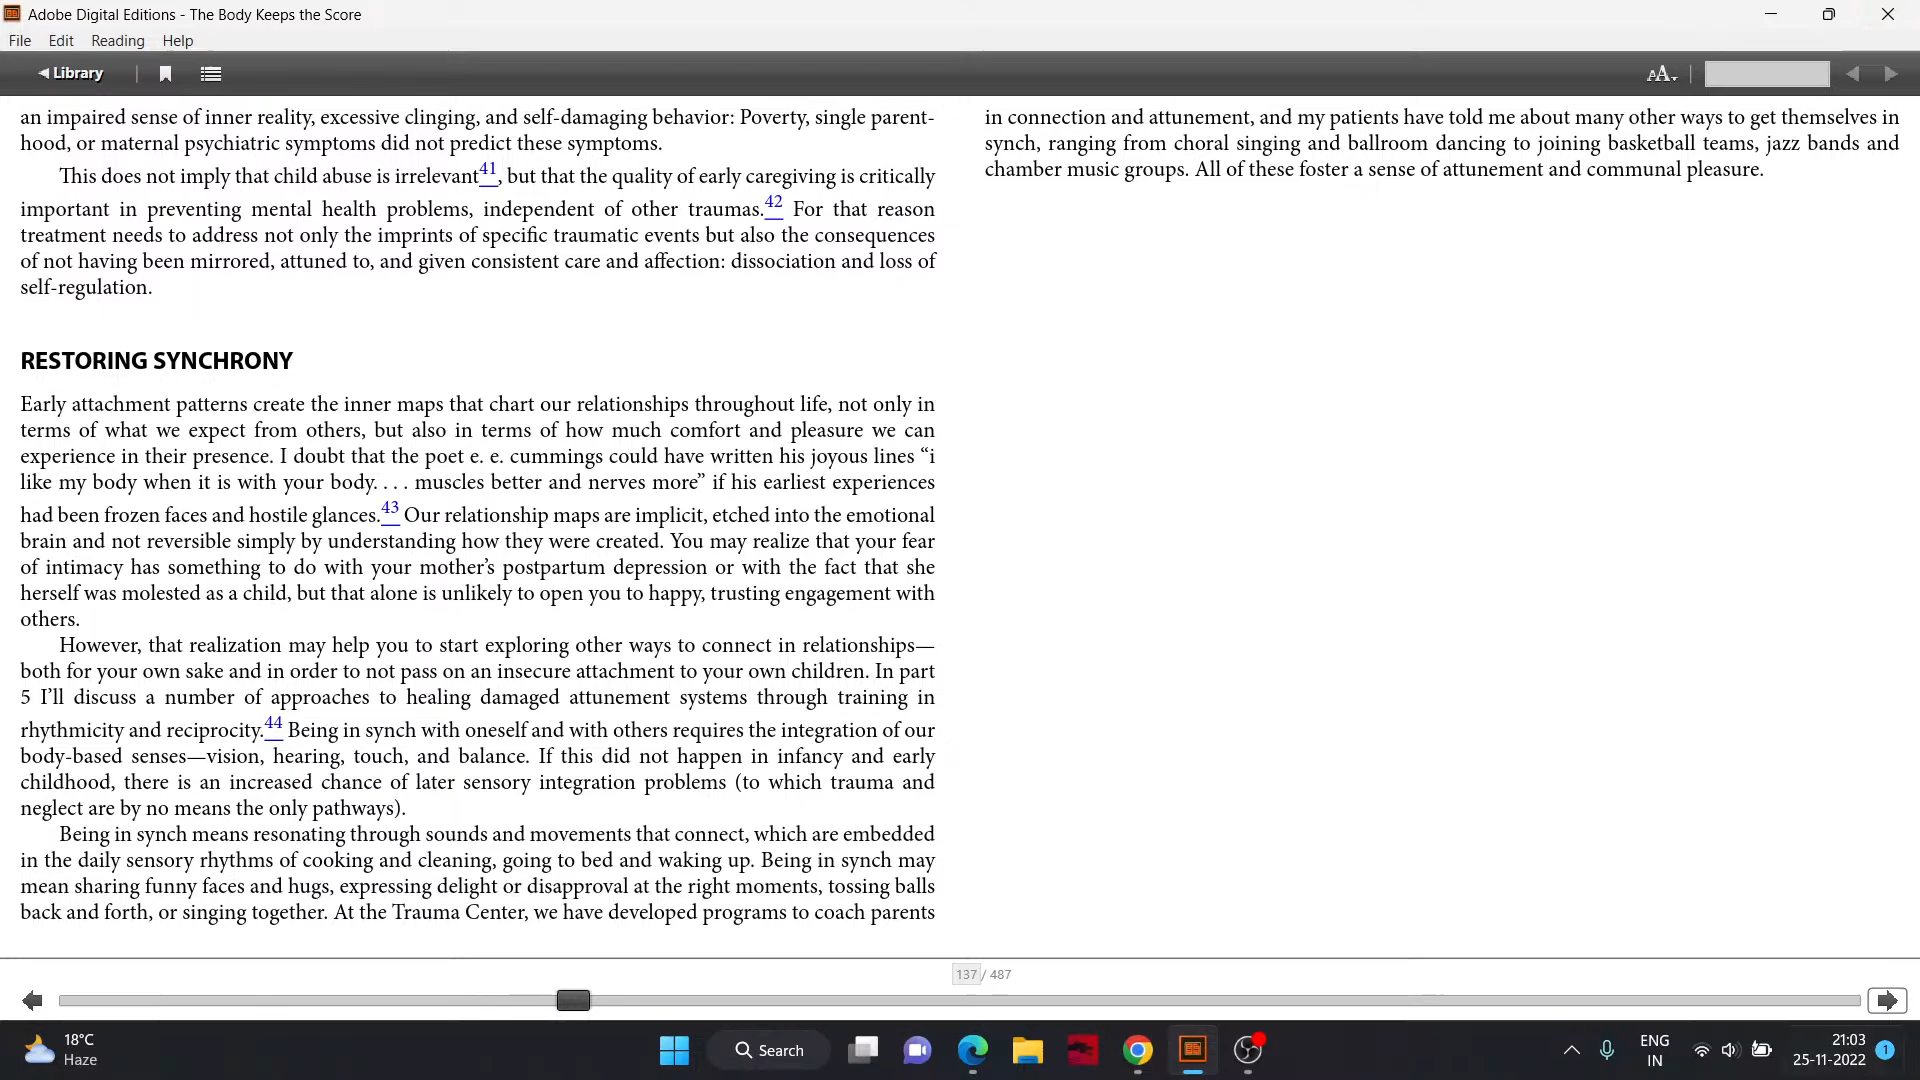 Adobe Digital Editions - The Body Keeps the Score
File Edit Reading Help
Library
AA
an impaired sense of inner reality, excessive clinging, and self-damaging behavior: Poverty, single parent-
hood, or maternal psychiatric symptoms did not predict these symptoms.
This does not imply that child abuse is irrelevant41, but that the quality of early caregiving is critically
important in preventing mental health problems, independent of other traumas.42 For that reason
treatment needs to address not only the imprints of specific traumatic events but also the consequences
of not having been mirrored, attuned to, and given consistent care and affection: dissociation and loss of
self-regulation.
RESTORING SYNCHRONY
Early attachment patterns create the inner maps that chart our relationships throughout life, not only in
terms of what we expect from others, but also in terms of how much comfort and pleasure we can
experience in their presence. I doubt that the poet e. e. cummings could have written his joyous lines “i
like my body when it is with your body. . . . muscles better and nerves more” if his earliest experiences
had been frozen faces and hostile glances.43 Our relationship maps are implicit, etched into the emotional
brain and not reversible simply by understanding how they were created. You may realize that your fear
of intimacy has something to do with your mother’s postpartum depression or with the fact that she
herself was molested as a child, but that alone is unlikely to open you to happy, trusting engagement with
others.
However, that realization may help you to start exploring other ways to connect in relationships—
both for your own sake and in order to not pass on an insecure attachment to your own children. In part
5 I’ll discuss a number of approaches to healing damaged attunement systems through training in
rhythmicity and reciprocity.44 Being in synch with oneself and with others requires the integration of our
body-based senses—vision, hearing, touch, and balance. If this did not happen in infancy and early
childhood, there is an increased chance of later sensory integration problems (to which trauma and
neglect are by no means the only pathways).
Being in synch means resonating through sounds and movements that connect, which are embedded
in the daily sensory rhythms of cooking and cleaning, going to bed and waking up. Being in synch may
mean sharing funny faces and hugs, expressing delight or disapproval at the right moments, tossing balls
back and forth, or singing together. At the Trauma Center, we have developed programs to coach parents
in connection and attunement, and my patients have told me about many other ways to get themselves in
synch, ranging from choral singing and ballroom dancing to joining basketball teams, jazz bands and
chamber music groups. All of these foster a sense of attunement and communal pleasure.
137 / 487
18°C
Haze
Search
ENG
IN
21:03
25-11-2022
1